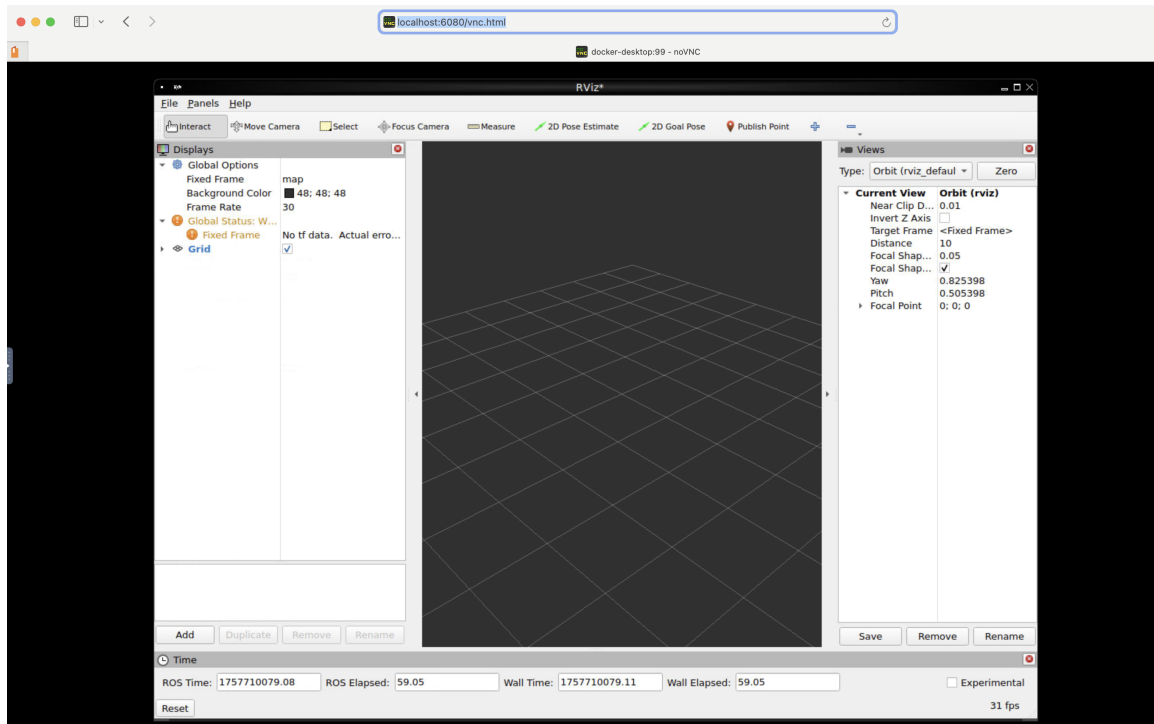 localhost:6080/vnc.html
docker-desktop:99 - noVNC
RViz*
File Panels Help
Interact Move Camera Select Focus Camera Measure 2D Pose Estimate 2D Goal Pose Publish Point
Displays
Global Options
Fixed Frame map
Background Color 48; 48; 48
Frame Rate 30
Global Status: W...
Fixed Frame No tf data. Actual erro...
Grid
Add Duplicate Remove Rename
Views
Type: Orbit (rviz_defaul Zero
Current View Orbit (rviz)
Near Clip D... 0.01
Invert Z Axis
Target Frame <Fixed Frame>
Distance 10
Focal Shap... 0.05
Focal Shap...
Yaw 0.825398
Pitch 0.505398
Focal Point 0; 0; 0
Save Remove Rename
Time
ROS Time: 1757710079.08 ROS Elapsed: 59.05 Wall Time: 1757710079.11 Wall Elapsed: 59.05 Experimental
Reset 31 fps